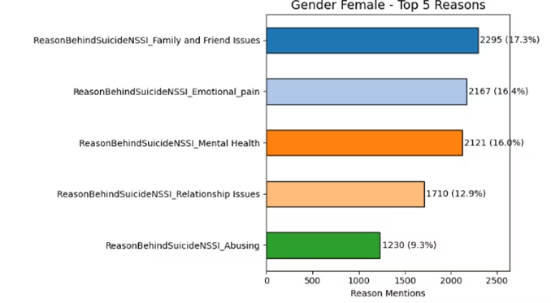 Gender Female - Top 5 Reasons
ReasonBehindSuicideNSSI_Family and Friend Issues 2295 (17.3%)
ReasonBehindSuicideNSSI_Emotional_pain 2167 (16.4%)
ReasonBehindSuicideNSSI_Mental Health 2121 (16.0%)
ReasonBehindSuicideNSSI_Relationship Issues 1710 (12.9%)
ReasonBehindSuicideNSSI_Abusing 1230 (9.3%)
0 500 1000 1500 2000 2500
Reason Mentions